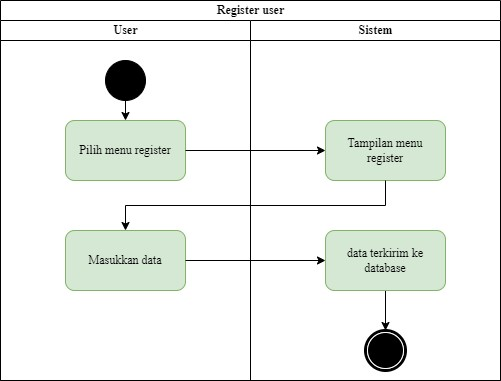 Register user
User
Sistem
Pilih menu register
Tampilan menu
register
Masukkan data
data terkirim ke
database